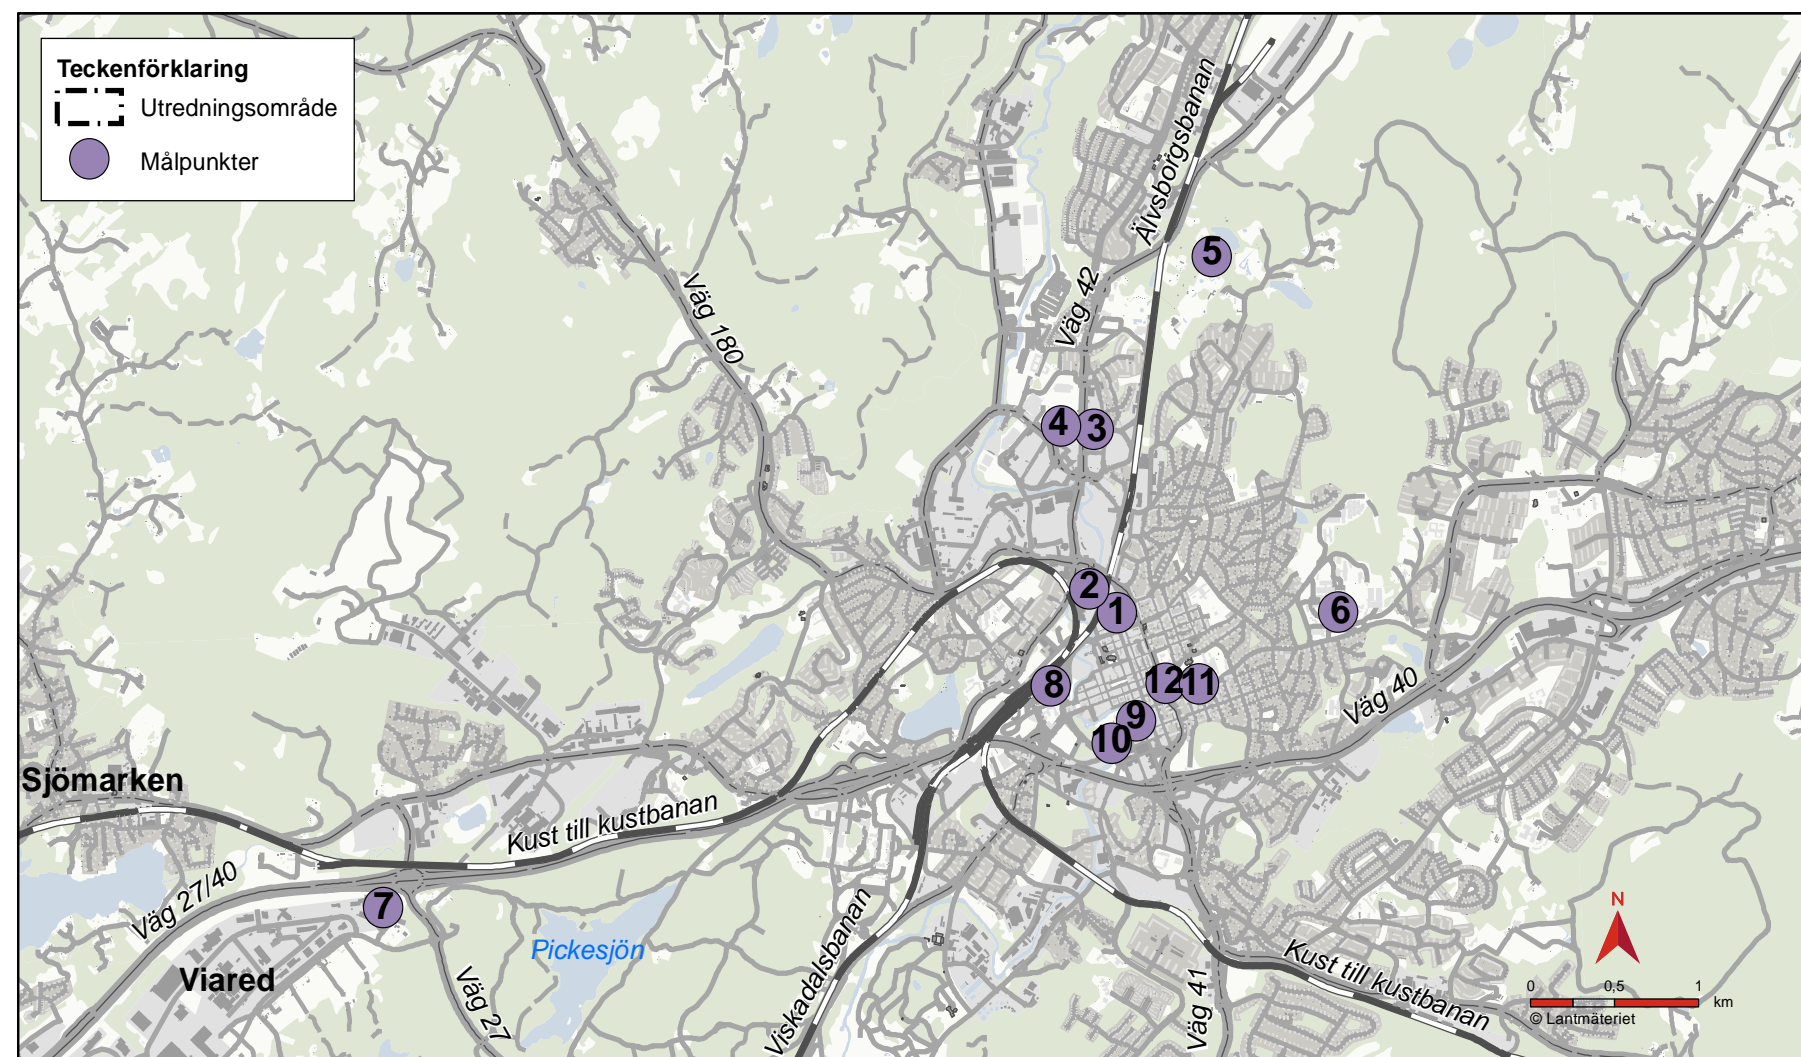 Teckenförklaring
Utredningsområde
Målpunkter
Älvsborgsbanan
5
Väg 42
Väg 180
4
3
2
1
6
8
12
11
9
10
Väg 40
Sjömarken
Kust till kustbanan
Väg 27/40
7
Viared
Pickesjön
Väg 27
Viskadalsbanan
Väg 41
Kust till kustbanan
N
0 0,5 1
km
© Lantmäteriet